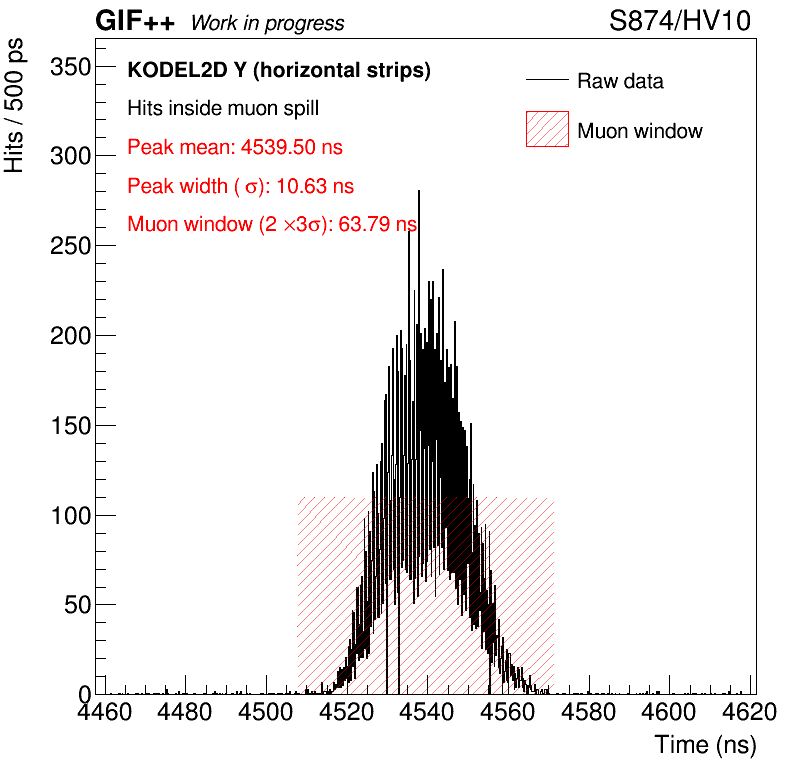 GIF++ Work in progress S874/HV10
Hits / 500 ps
KODEL2D Y (horizontal strips)
Hits inside muon spill
Peak mean: 4539.50 ns
Peak width ( σ): 10.63 ns
Muon window (2 ×3σ): 63.79 ns
Raw data
Muon window
350
300
250
200
150
100
50
0
4460 4480 4500 4520 4540 4560 4580 4600 4620
Time (ns)